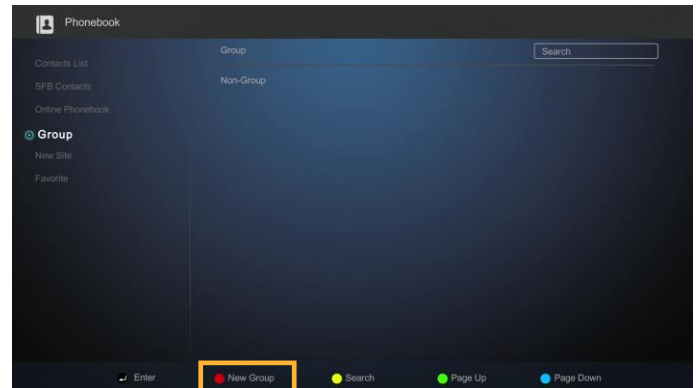 Phonebook
Group
Search
Contacts List
SFB Contacts
Non-Group
Online Phonebook
Group
New Site
Favorite
Enter
New Group
Search
Page Up
Page Down